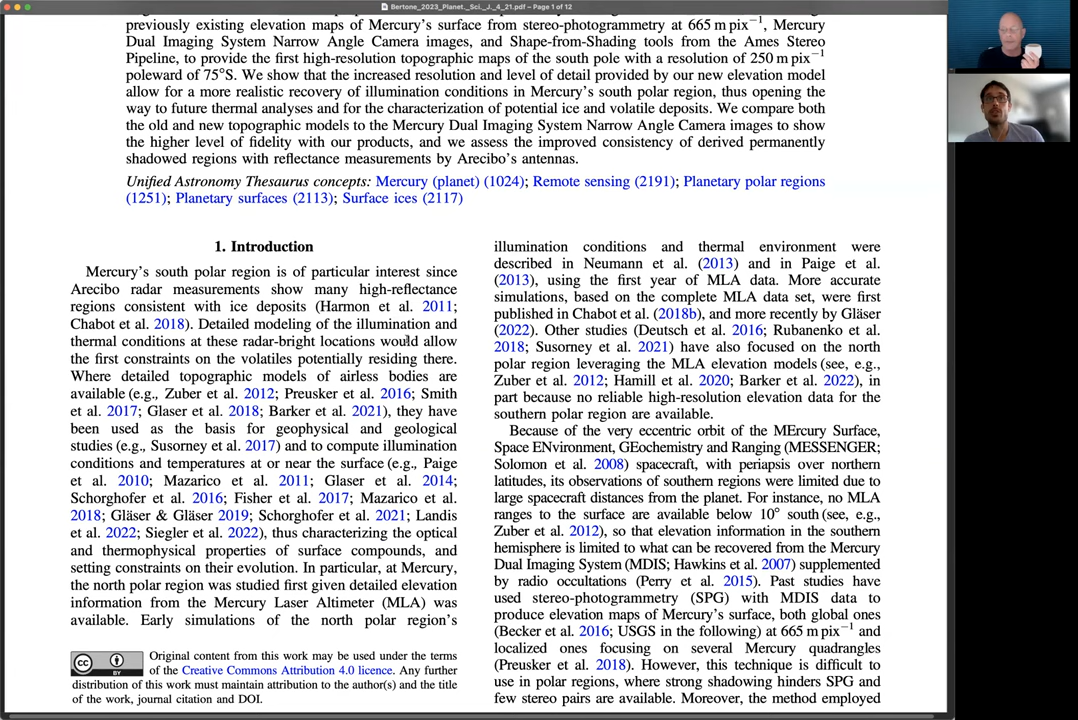 Bertone_2023_Planet._Sci._J._4_21.pdf – Page 1 of 12
previously existing elevation maps of Mercury's surface from stereo-photogrammetry at 665 m pix−1, Mercury
Dual Imaging System Narrow Angle Camera images, and Shape-from-Shading tools from the Ames Stereo
Pipeline, to provide the first high-resolution topographic maps of the south pole with a resolution of 250 m pix−1
poleward of 75°S. We show that the increased resolution and level of detail provided by our new elevation model
allow for a more realistic recovery of illumination conditions in Mercury's south polar region, thus opening the
way to future thermal analyses and for the characterization of potential ice and volatile deposits. We compare both
the old and new topographic models to the Mercury Dual Imaging System Narrow Angle Camera images to show
the higher level of fidelity with our products, and we assess the improved consistency of derived permanently
shadowed regions with reflectance measurements by Arecibo's antennas.
Unified Astronomy Thesaurus concepts: Mercury (planet) (1024); Remote sensing (2191); Planetary polar regions
(1251); Planetary surfaces (2113); Surface ices (2117)
1. Introduction
Mercury's south polar region is of particular interest since
Arecibo radar measurements show many high-reflectance
regions consistent with ice deposits (Harmon et al. 2011;
Chabot et al. 2018). Detailed modeling of the illumination and
thermal conditions at these radar-bright locations would allow
the first constraints on the volatiles potentially residing there.
Where detailed topographic models of airless bodies are
available (e.g., Zuber et al. 2012; Preusker et al. 2016; Smith
et al. 2017; Glaser et al. 2018; Barker et al. 2021), they have
been used as the basis for geophysical and geological
studies (e.g., Susorney et al. 2017) and to compute illumination
conditions and temperatures at or near the surface (e.g., Paige
et al. 2010; Mazarico et al. 2011; Glaser et al. 2014;
Schorghofer et al. 2016; Fisher et al. 2017; Mazarico et al.
2018; Gläser & Gläser 2019; Schorghofer et al. 2021; Landis
et al. 2022; Siegler et al. 2022), thus characterizing the optical
and thermophysical properties of surface compounds, and
setting constraints on their evolution. In particular, at Mercury,
the north polar region was studied first given detailed elevation
information from the Mercury Laser Altimeter (MLA) was
available. Early simulations of the north polar region's
cc BY
Original content from this work may be used under the terms
of the Creative Commons Attribution 4.0 licence. Any further
distribution of this work must maintain attribution to the author(s) and the title
of the work, journal citation and DOI.
illumination conditions and thermal environment were
described in Neumann et al. (2013) and in Paige et al.
(2013), using the first year of MLA data. More accurate
simulations, based on the complete MLA data set, were first
published in Chabot et al. (2018b), and more recently by Gläser
(2022). Other studies (Deutsch et al. 2016; Rubanenko et al.
2018; Susorney et al. 2021) have also focused on the north
polar region leveraging the MLA elevation models (see, e.g.,
Zuber et al. 2012; Hamill et al. 2020; Barker et al. 2022), in
part because no reliable high-resolution elevation data for the
southern polar region are available.
Because of the very eccentric orbit of the MErcury Surface,
Space ENvironment, GEochemistry and Ranging (MESSENGER;
Solomon et al. 2008) spacecraft, with periapsis over northern
latitudes, its observations of southern regions were limited due to
large spacecraft distances from the planet. For instance, no MLA
ranges to the surface are available below 10° south (see, e.g.,
Zuber et al. 2012), so that elevation information in the southern
hemisphere is limited to what can be recovered from the Mercury
Dual Imaging System (MDIS; Hawkins et al. 2007) supplemented
by radio occultations (Perry et al. 2015). Past studies have
used stereo-photogrammetry (SPG) with MDIS data to
produce elevation maps of Mercury's surface, both global ones
(Becker et al. 2016; USGS in the following) at 665 m pix−1 and
localized ones focusing on several Mercury quadrangles
(Preusker et al. 2018). However, this technique is difficult to
use in polar regions, where strong shadowing hinders SPG and
few stereo pairs are available. Moreover, the method employed